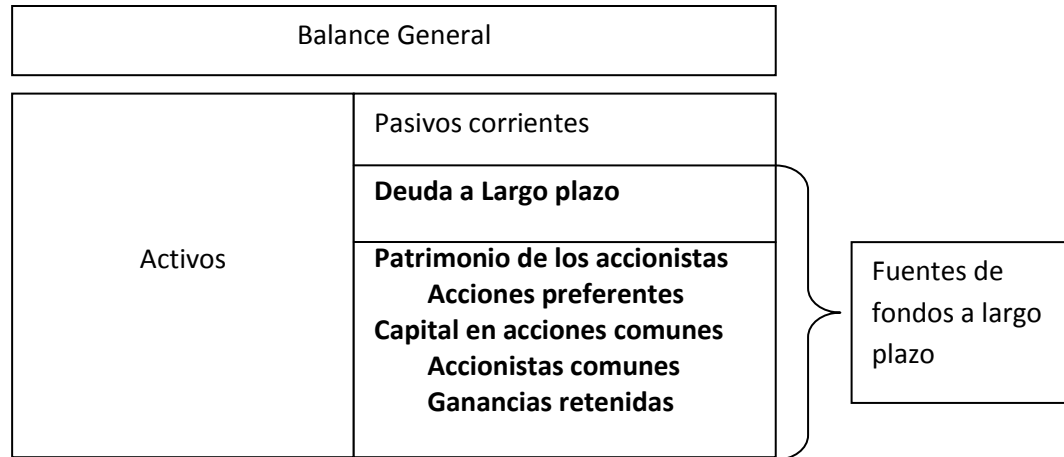 Balance General
Activos
Pasivos corrientes
Deuda a Largo plazo
Patrimonio de los accionistas
Acciones preferentes
Capital en acciones comunes
Accionistas comunes
Ganancias retenidas
Fuentes de
fondos a largo
plazo